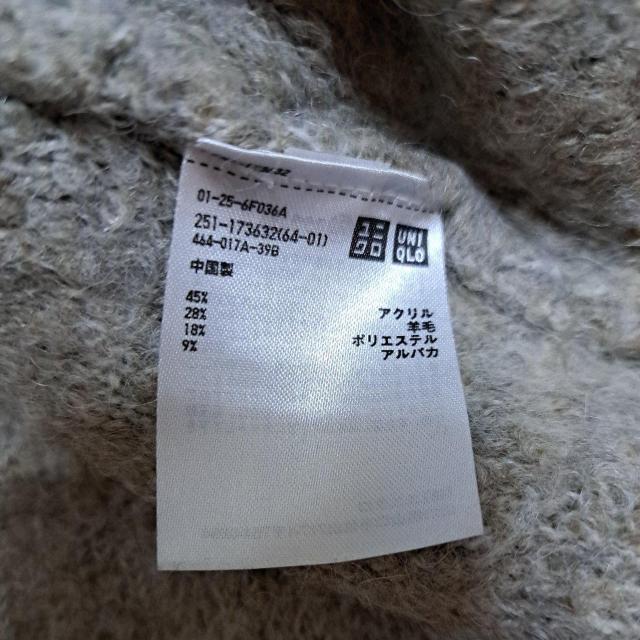 01-25-6F036A
251-173632(64-01)
464-017A-39B
ユニ
クロ
UNI
QLO
中国製
45% アクリル
28% 羊毛
18% ポリエステル
9% アルパカ